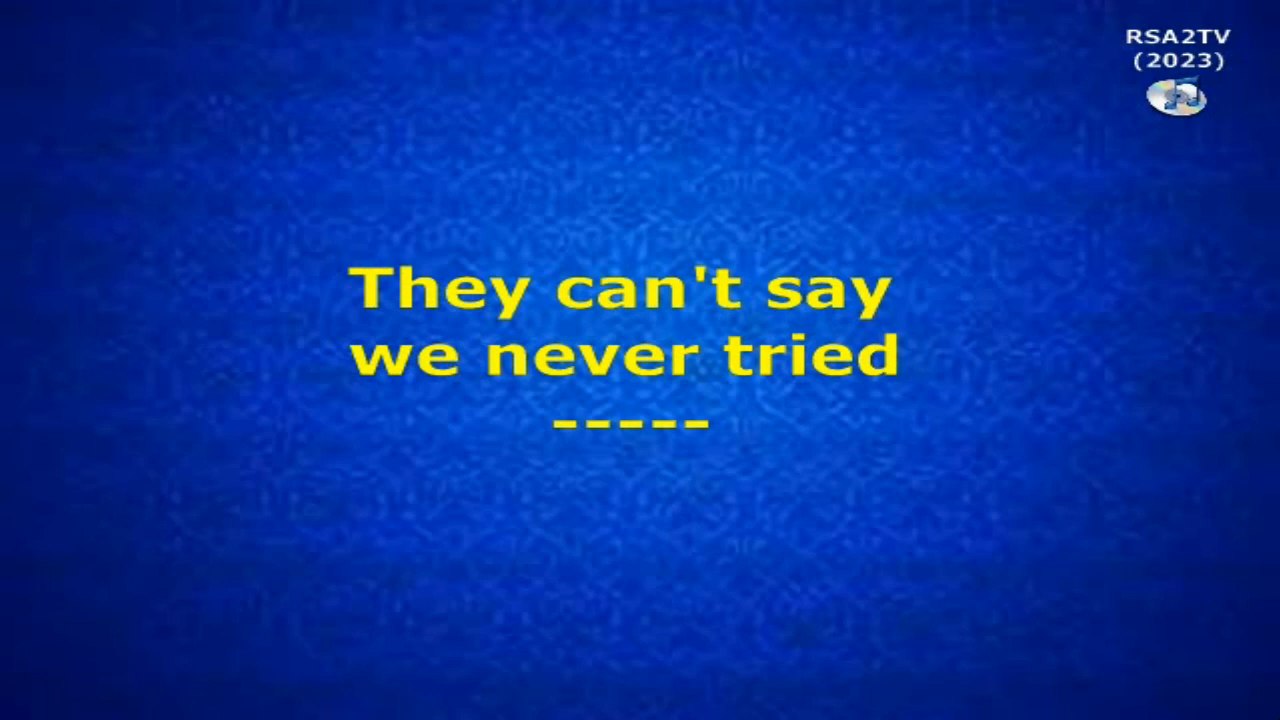 RSA2TV
(2023)
They can't say
we never tried
-----